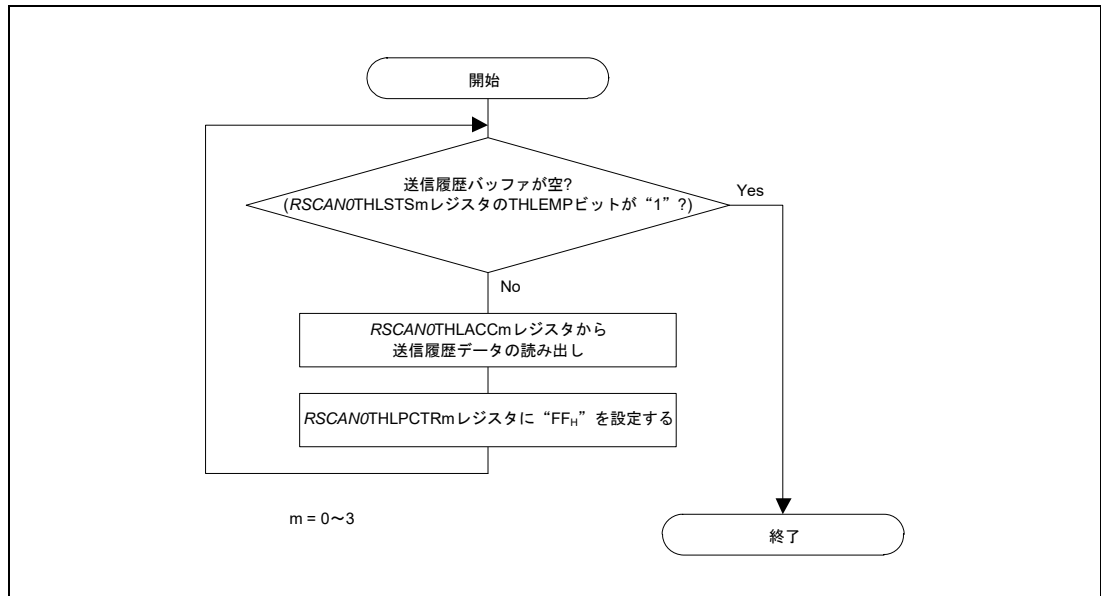 開始
送信履歴バッファが空?
(RSCAN0THLSTSmレジスタのTHLEMPビットが“1”?)
Yes
No
RSCAN0THLACCmレジスタから
送信履歴データの読み出し
RSCAN0THLPCTRmレジスタに“FFH”を設定する
m = 0～3
終了